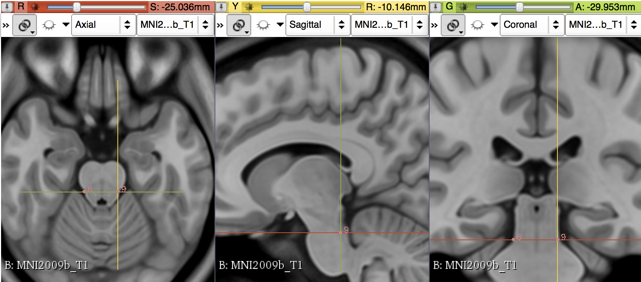 R S: -25.036mm
Y R: -10.146mm
G A: -29.953mm
» Axial MNI2...b_T1
» Sagittal MNI2...b_T1
» Coronal MNI2...b_T1
B: MNI2009b_T1
B: MNI2009b_T1
B: MNI2009b_T1